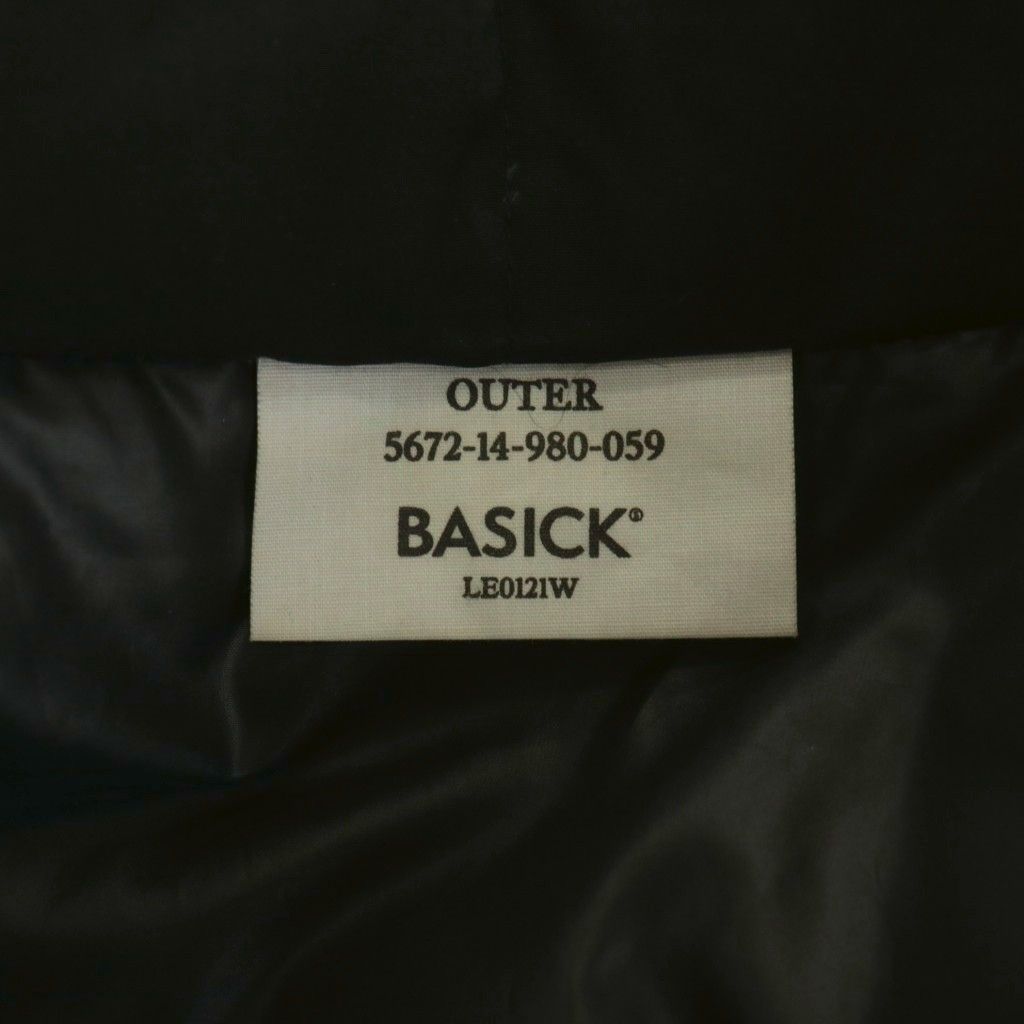 OUTER
5672-14-980-059
BASICK®
LE0121W